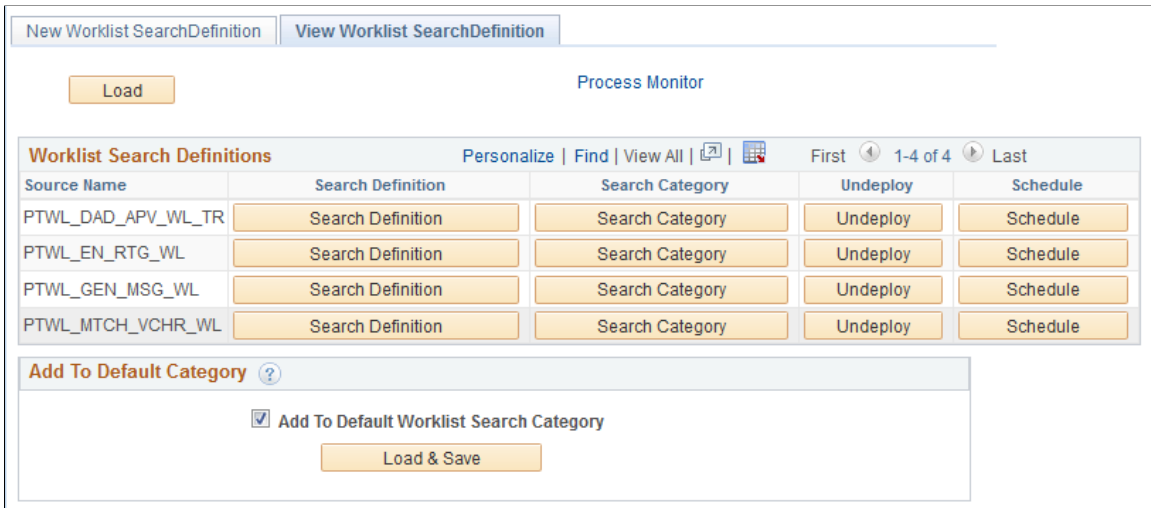 New Worklist SearchDefinition View Worklist SearchDefinition
Load Process Monitor
Worklist Search Definitions Personalize | Find | View All | | First 1-4 of 4 Last
Source Name Search Definition Search Category Undeploy Schedule
PTWL_DAD_APV_WL_TR Search Definition Search Category Undeploy Schedule
PTWL_EN_RTG_WL Search Definition Search Category Undeploy Schedule
PTWL_GEN_MSG_WL Search Definition Search Category Undeploy Schedule
PTWL_MTCH_VCHR_WL Search Definition Search Category Undeploy Schedule
Add To Default Category ?
Add To Default Worklist Search Category
Load & Save